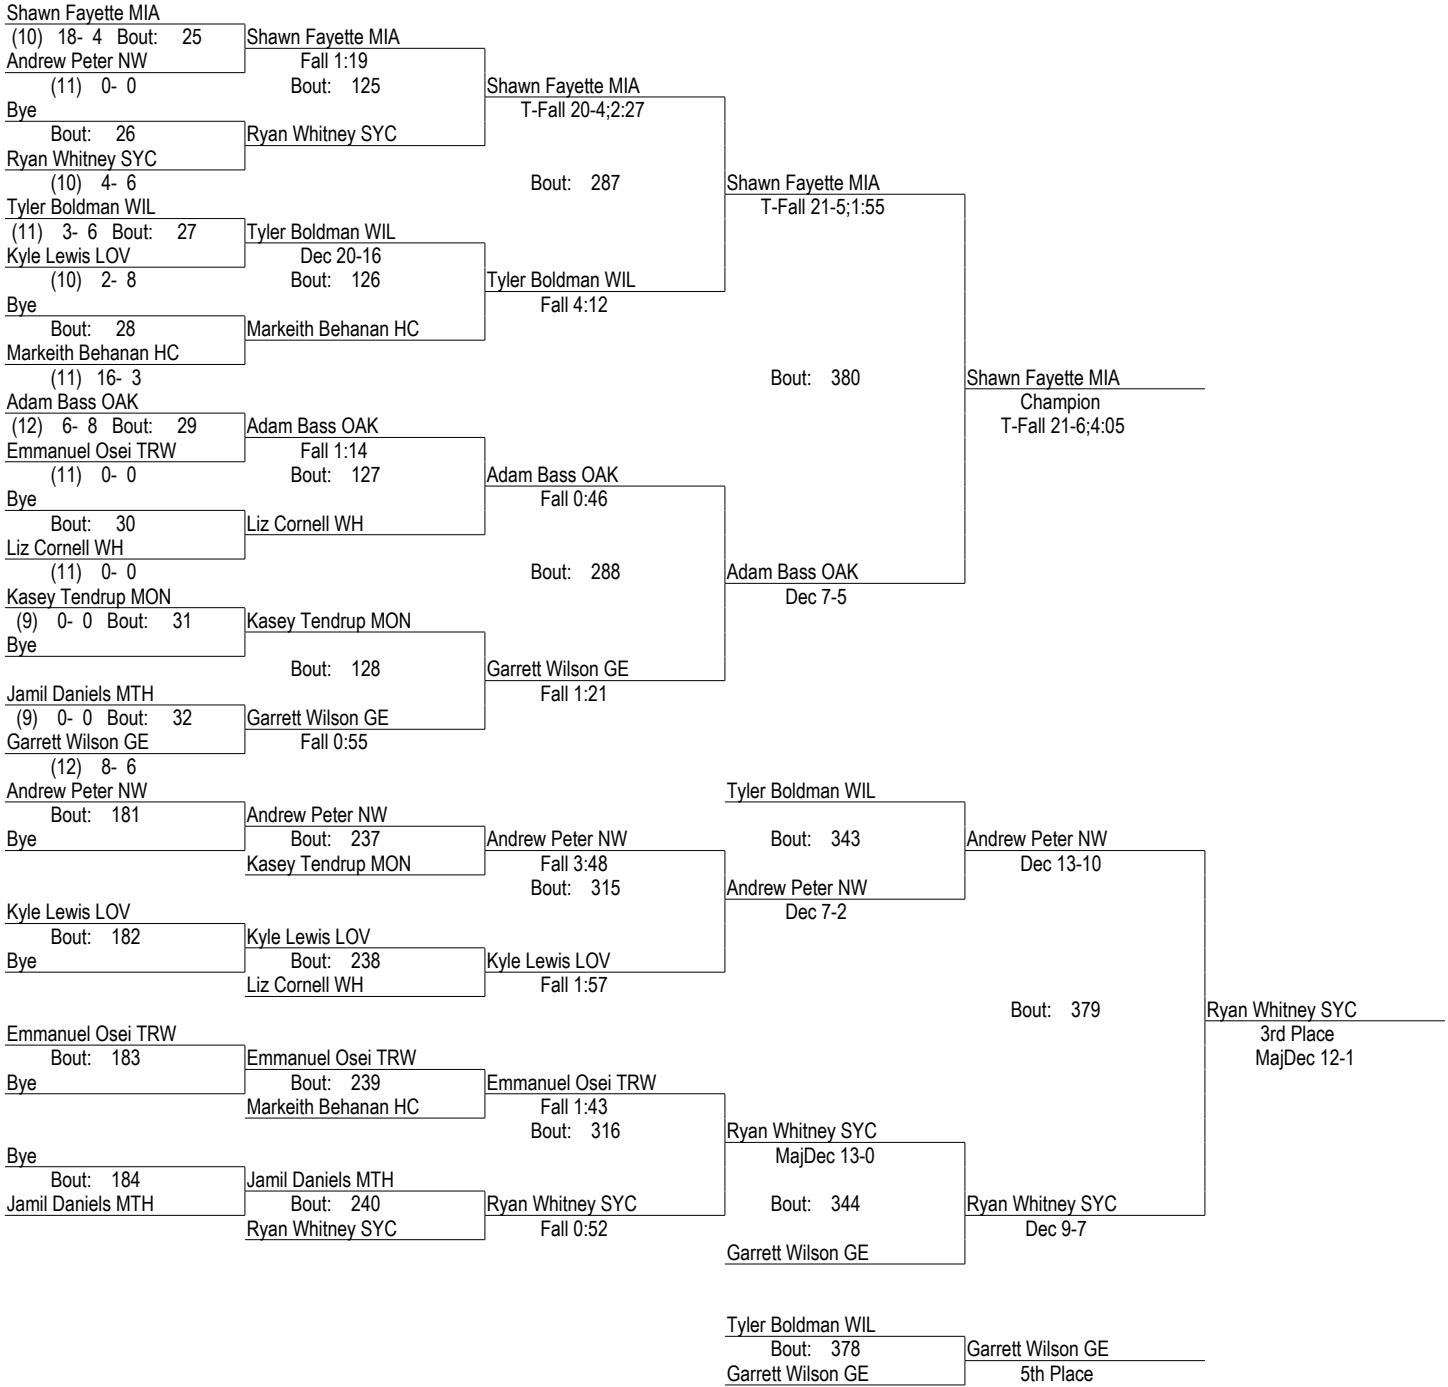 Shawn Fayette MIA
(10) 18- 4 Bout: 25
Shawn Fayette MIA
Andrew Peter NW
Fall 1:19
(11) 0- 0
Bout: 125
Shawn Fayette MIA
Bye
T-Fall 20-4;2:27
Bout: 26
Ryan Whitney SYC
Ryan Whitney SYC
(10) 4- 6
Bout: 287
Shawn Fayette MIA
Tyler Boldman WIL
T-Fall 21-5;1:55
(11) 3- 6 Bout: 27
Tyler Boldman WIL
Kyle Lewis LOV
Dec 20-16
(10) 2- 8
Bout: 126
Tyler Boldman WIL
Bye
Fall 4:12
Bout: 28
Markeith Behanan HC
Markeith Behanan HC
(11) 16- 3
Bout: 380
Shawn Fayette MIA
Adam Bass OAK
Champion
(12) 6- 8 Bout: 29
Adam Bass OAK
T-Fall 21-6;4:05
Emmanuel Osei TRW
Fall 1:14
(11) 0- 0
Bout: 127
Adam Bass OAK
Bye
Fall 0:46
Bout: 30
Liz Cornell WH
Liz Cornell WH
(11) 0- 0
Bout: 288
Adam Bass OAK
Kasey Tendrup MON
Dec 7-5
(9) 0- 0 Bout: 31
Kasey Tendrup MON
Bye
Bout: 128
Garrett Wilson GE
Jamil Daniels MTH
Fall 1:21
(9) 0- 0 Bout: 32
Garrett Wilson GE
Garrett Wilson GE
Fall 0:55
(12) 8- 6
Andrew Peter NW
Tyler Boldman WIL
Bout: 181
Andrew Peter NW
Bye
Bout: 237
Andrew Peter NW
Bout: 343
Andrew Peter NW
Kasey Tendrup MON
Fall 3:48
Dec 13-10
Bout: 315
Andrew Peter NW
Kyle Lewis LOV
Dec 7-2
Bout: 182
Kyle Lewis LOV
Bye
Bout: 238
Kyle Lewis LOV
Liz Cornell WH
Fall 1:57
Bout: 379
Ryan Whitney SYC
Emmanuel Osei TRW
3rd Place
Bout: 183
Emmanuel Osei TRW
MajDec 12-1
Bye
Bout: 239
Emmanuel Osei TRW
Markeith Behanan HC
Fall 1:43
Bout: 316
Ryan Whitney SYC
Bye
MajDec 13-0
Bout: 184
Jamil Daniels MTH
Jamil Daniels MTH
Bout: 240
Ryan Whitney SYC
Bout: 344
Ryan Whitney SYC
Ryan Whitney SYC
Fall 0:52
Dec 9-7
Garrett Wilson GE
Tyler Boldman WIL
Bout: 378
Garrett Wilson GE
Garrett Wilson GE
5th Place